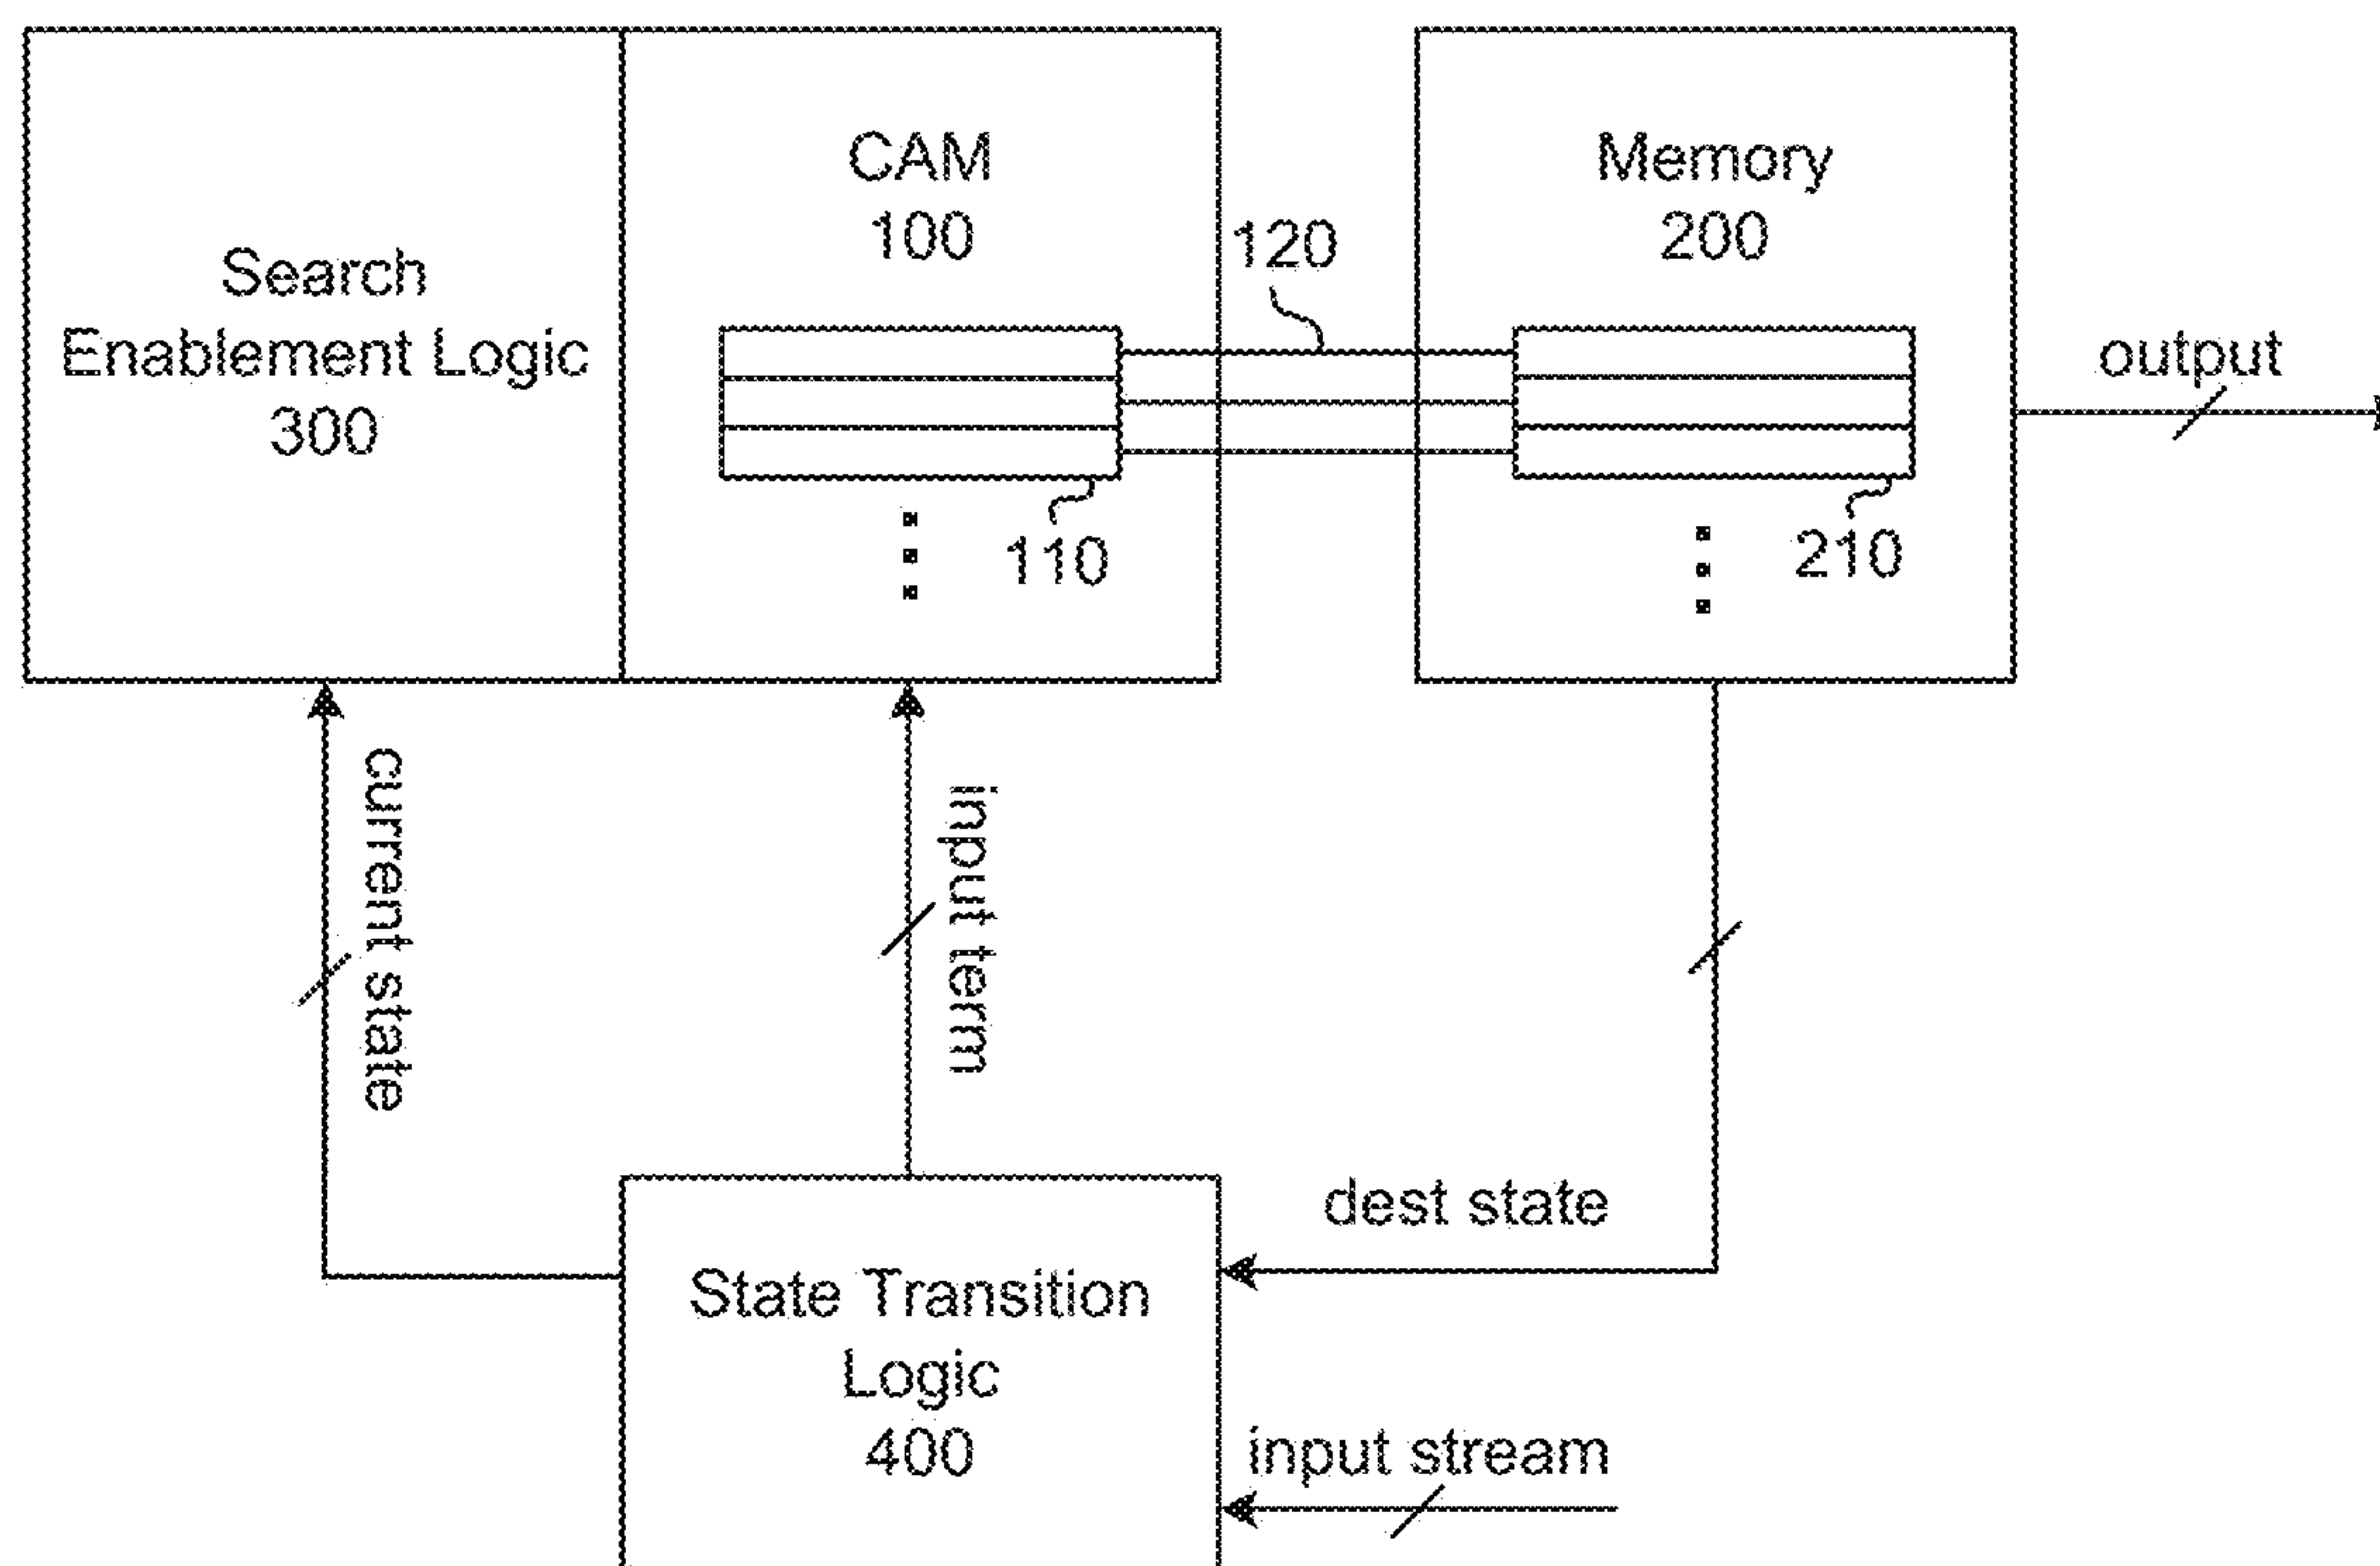 CAM
100
Memory
200
120
Search
Enablement Logic
300
output
110
210
current state
input term
dest state
State Transition
Logic
400
input stream